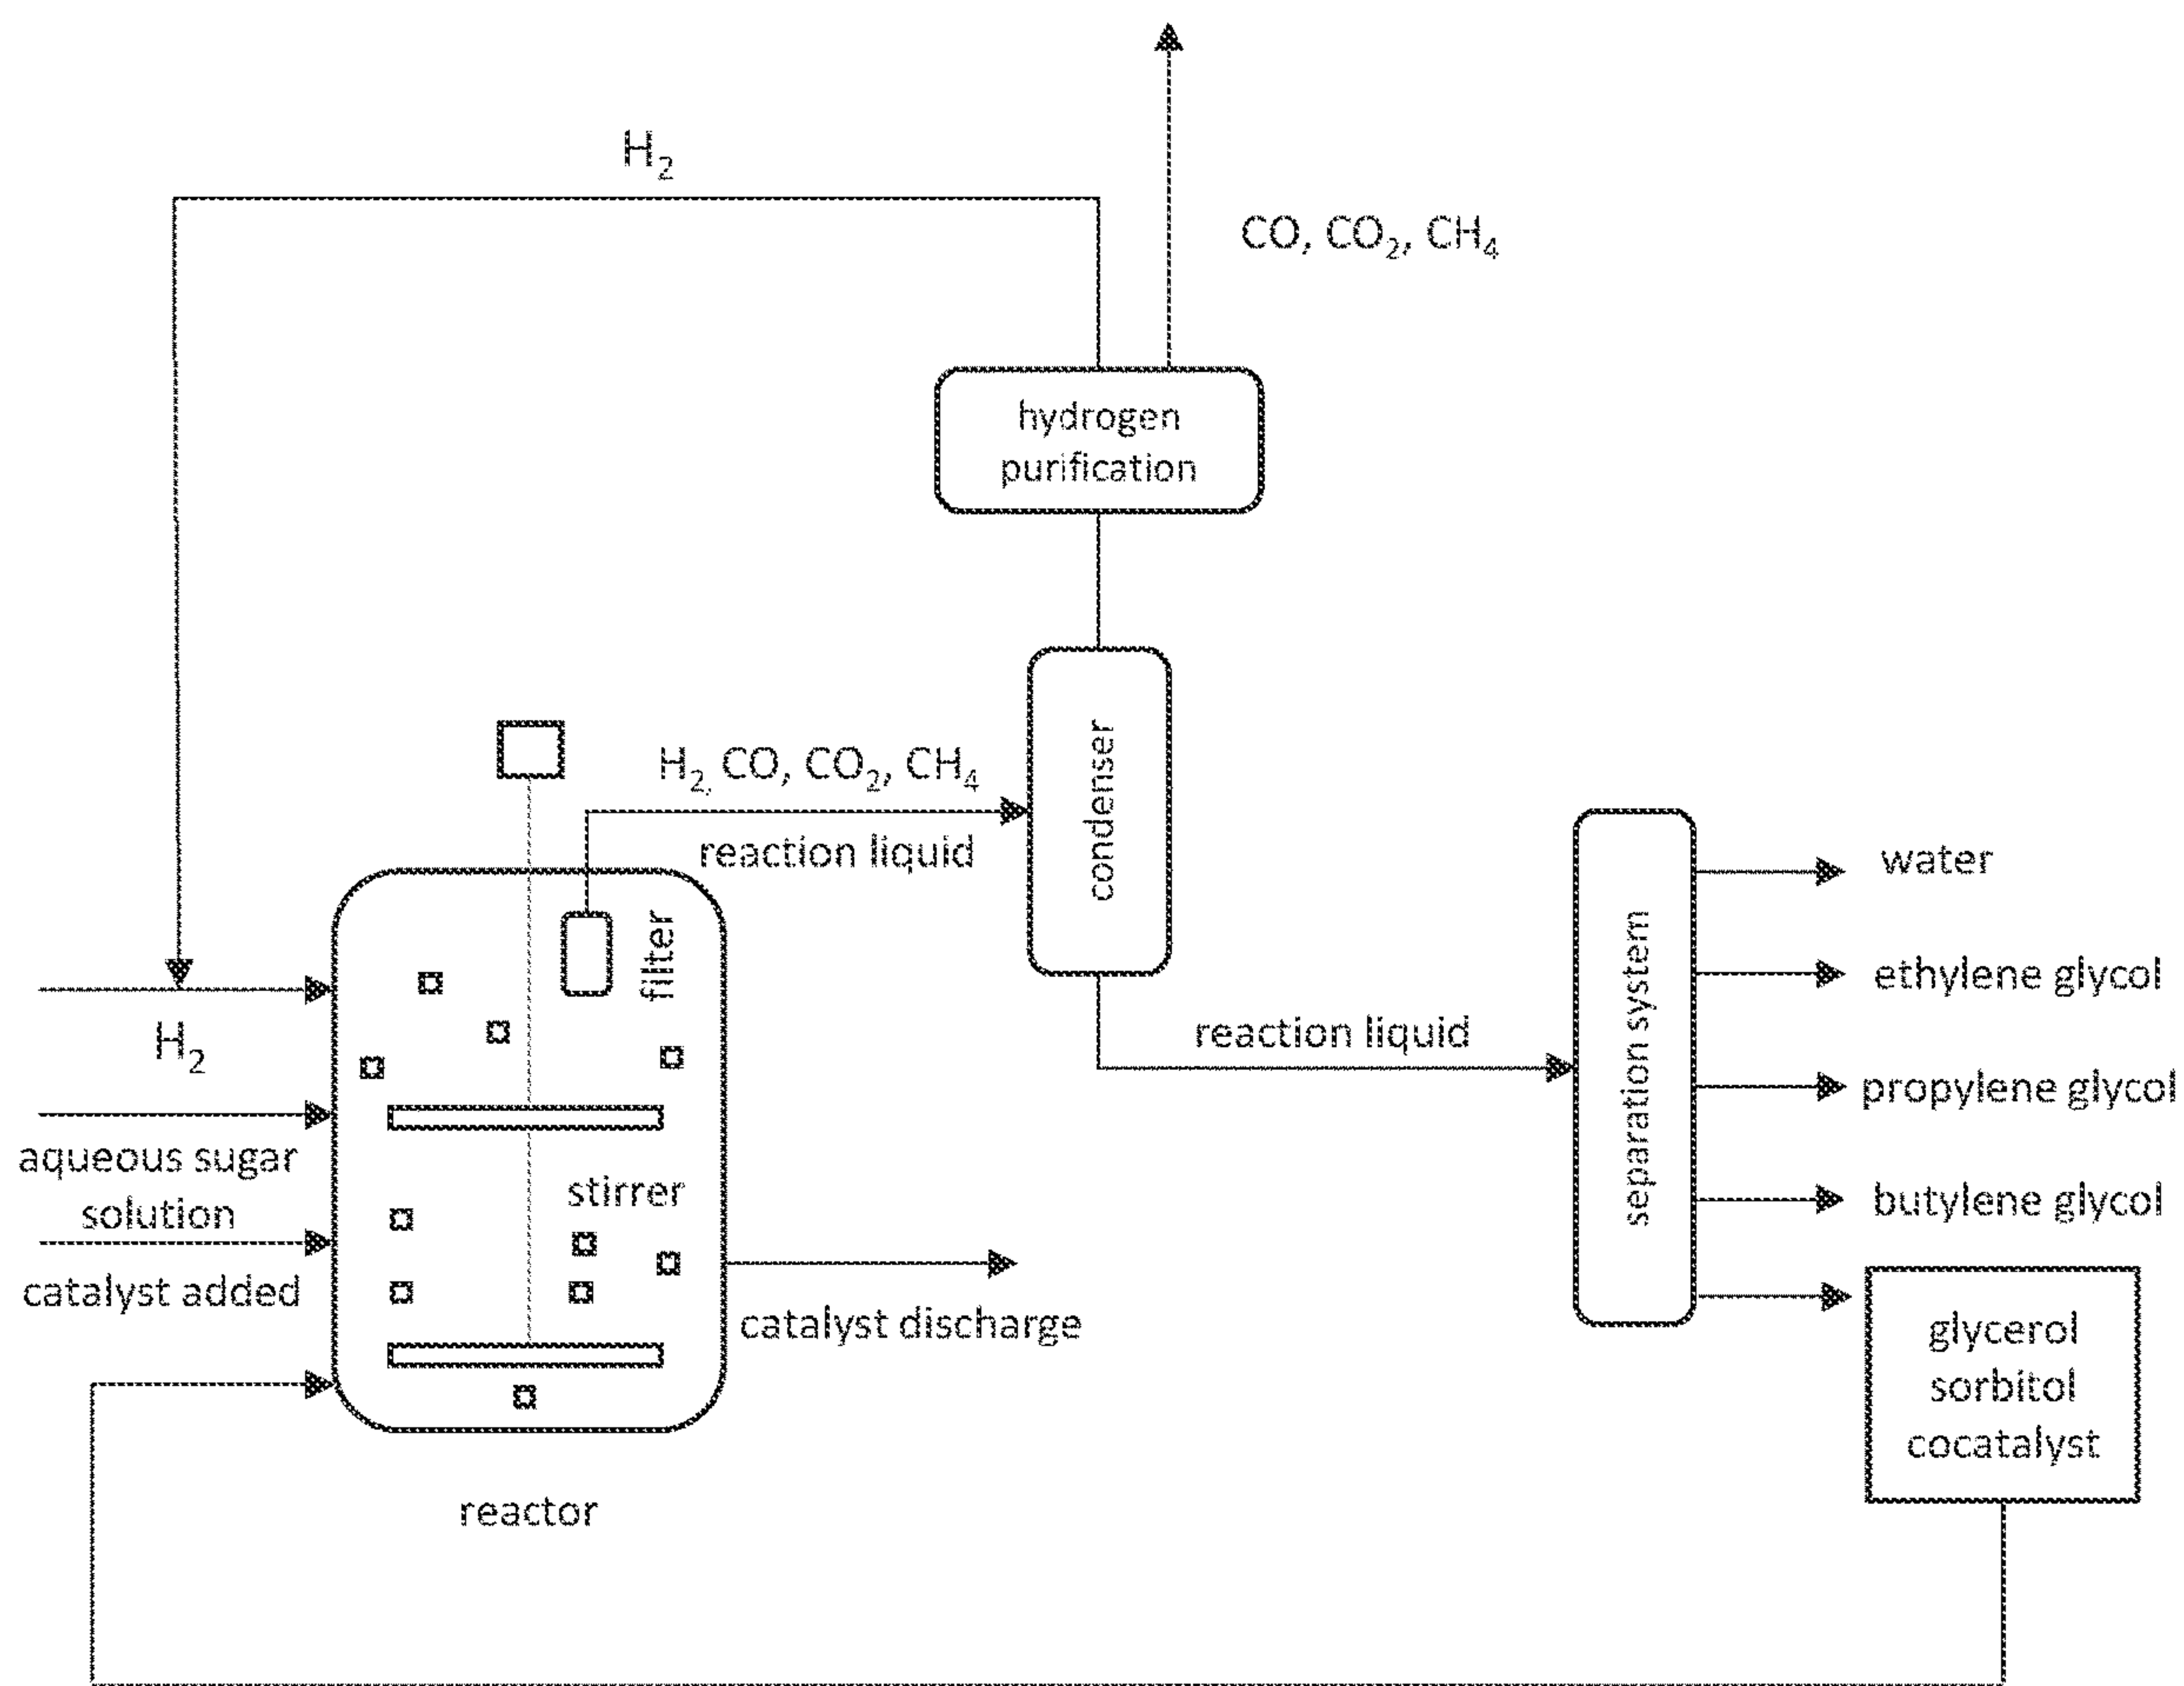 H2
CO, CO2, CH4
hydrogen
purification
H2, CO, CO2, CH4
reaction liquid
condenser
filter
H2
aqueous sugar
solution
catalyst added
stirrer
catalyst discharge
reactor
reaction liquid
separation system
water
ethylene glycol
propylene glycol
butylene glycol
glycerol
sorbitol
cocatalyst